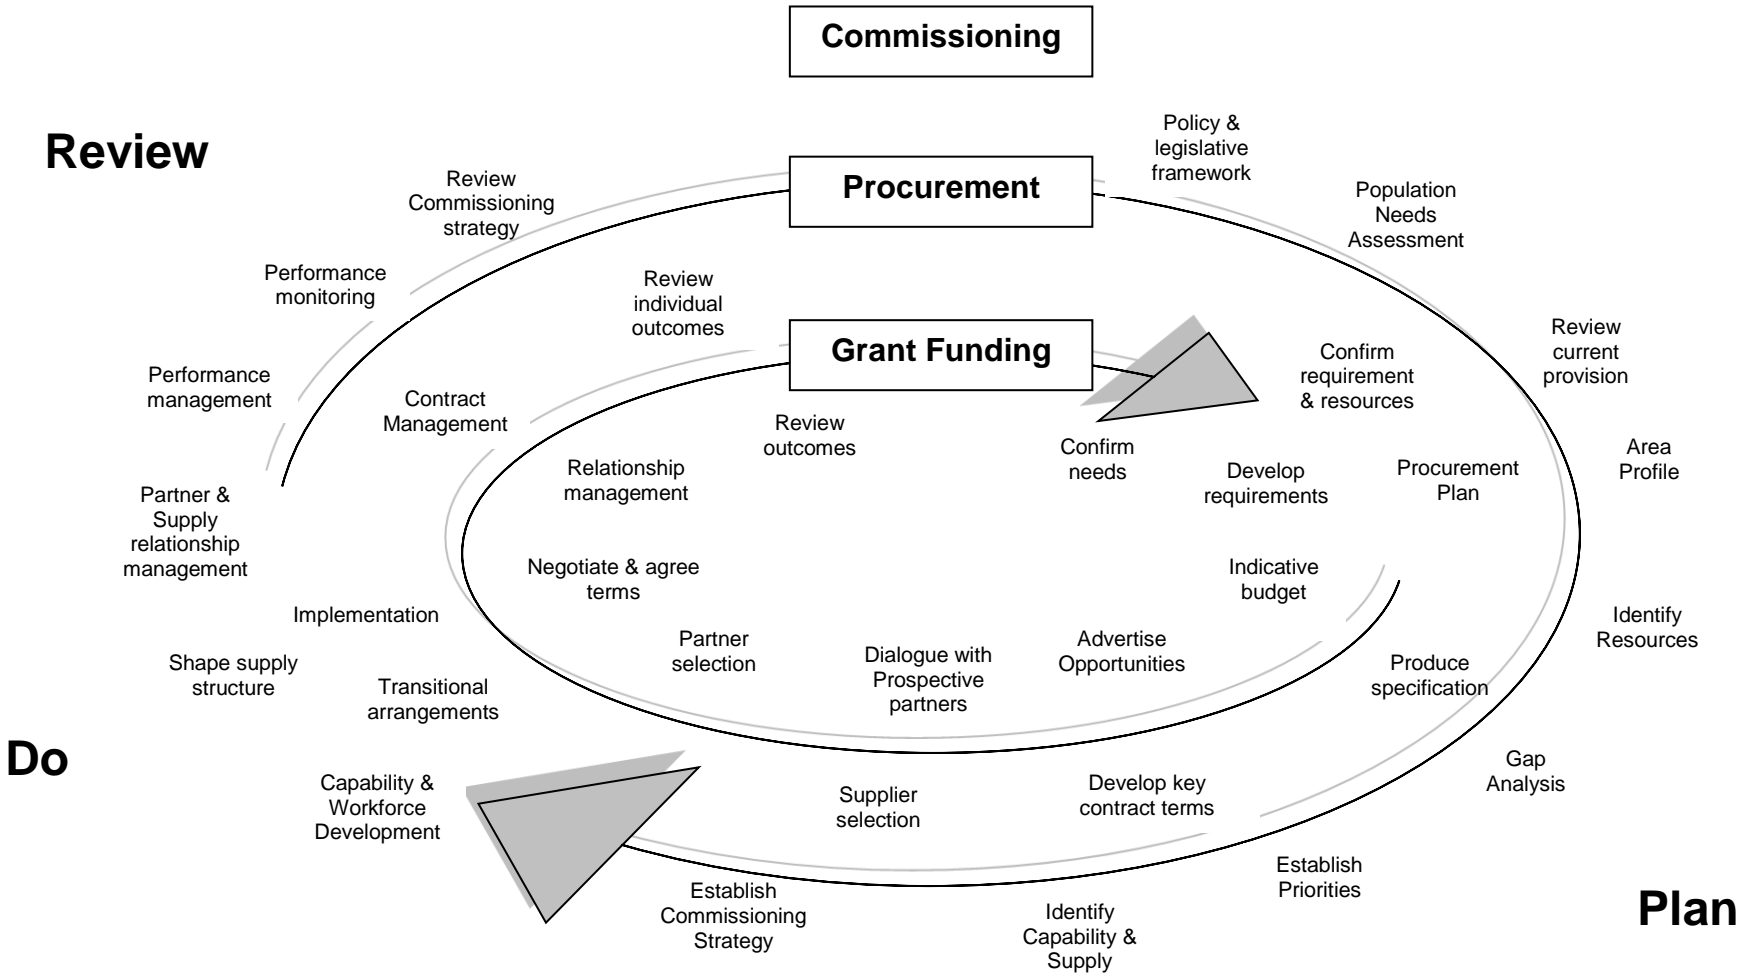 Commissioning
Review
Policy &
legislative
framework
Review
Commissioning
strategy
Procurement
Population
Needs
Assessment
Performance
monitoring
Review
individual
outcomes
Grant Funding
Confirm
requirement
& resources
Review
current
provision
Performance
management
Contract
Management
Review
outcomes
Confirm
needs
Area
Profile
Relationship
management
Develop
requirements
Procurement
Plan
Partner &
Supply
relationship
management
Negotiate & agree
terms
Indicative
budget
Implementation
Identify
Resources
Partner
selection
Dialogue with
Prospective
partners
Advertise
Opportunities
Shape supply
structure
Transitional
arrangements
Produce
specification
Do
Gap
Analysis
Capability &
Workforce
Development
Supplier
selection
Develop key
contract terms
Establish
Priorities
Establish
Commissioning
Strategy
Identify
Capability &
Supply
Plan